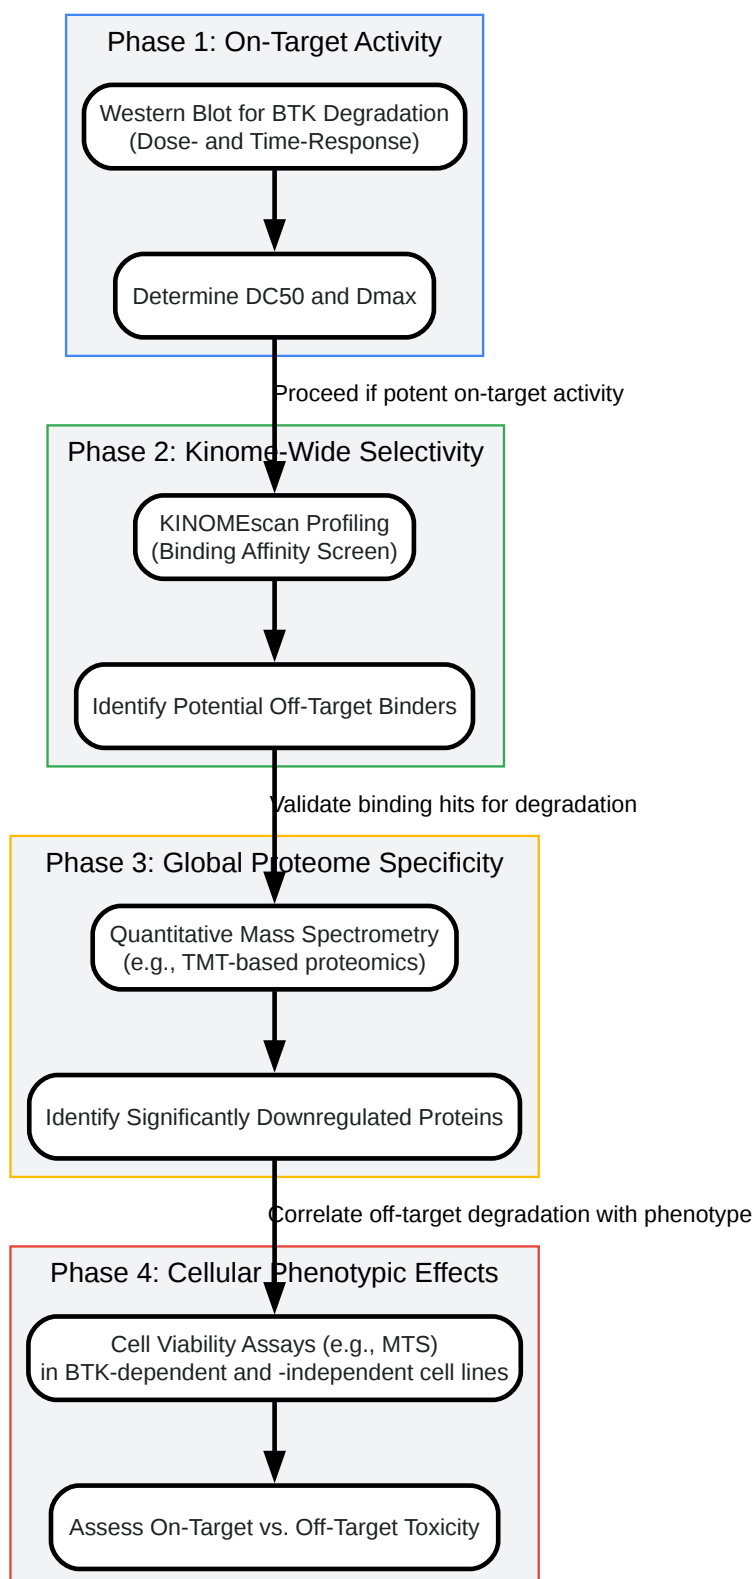 Phase 1: On-Target Activity
Western Blot for BTK Degradation
(Dose- and Time-Response)
Determine DC50 and Dmax
Proceed if potent on-target activity
Phase 2: Kinome-Wide Selectivity
KINOMEscan Profiling
(Binding Affinity Screen)
Identify Potential Off-Target Binders
Validate binding hits for degradation
Phase 3: Global Proteome Specificity
Quantitative Mass Spectrometry
(e.g., TMT-based proteomics)
Identify Significantly Downregulated Proteins
Correlate off-target degradation with phenotype
Phase 4: Cellular Phenotypic Effects
Cell Viability Assays (e.g., MTS)
in BTK-dependent and -independent cell lines
Assess On-Target vs. Off-Target Toxicity